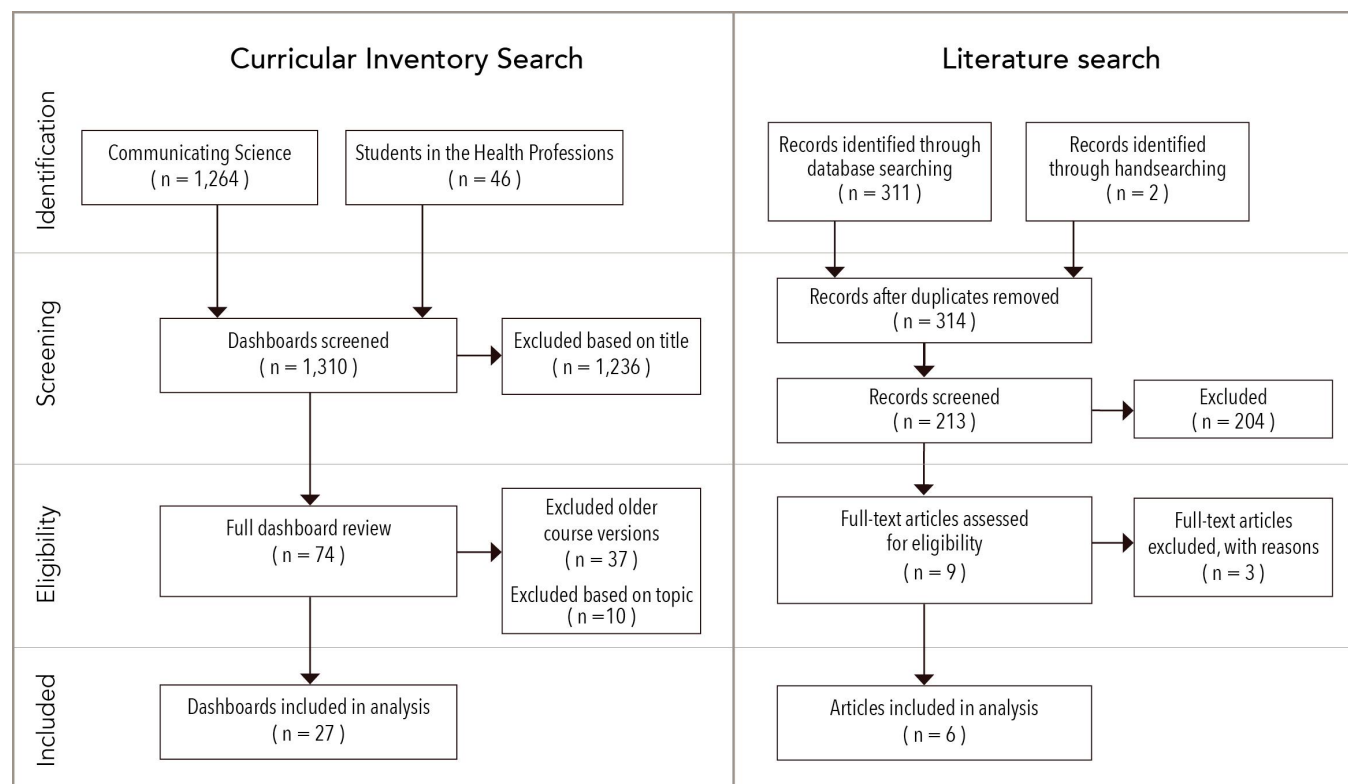 Curricular Inventory Search
Identification
Communicating Science
( n = 1,264 )
Students in the Health Professions
( n = 46 )
Screening
Dashboards screened
( n = 1,310 )
Excluded based on title
( n = 1,236 )
Eligibility
Full dashboard review
( n = 74 )
Excluded older
course versions
( n = 37 )
Excluded based on topic
( n =10 )
Included
Dashboards included in analysis
( n = 27 )
Literature search
Records identified through
database searching
( n = 311 )
Records identified
through handsearching
( n = 2 )
Records after duplicates removed
( n = 314 )
Records screened
( n = 213 )
Excluded
( n = 204 )
Full-text articles assessed
for eligibility
( n = 9 )
Full-text articles
excluded, with reasons
( n = 3 )
Articles included in analysis
( n = 6 )